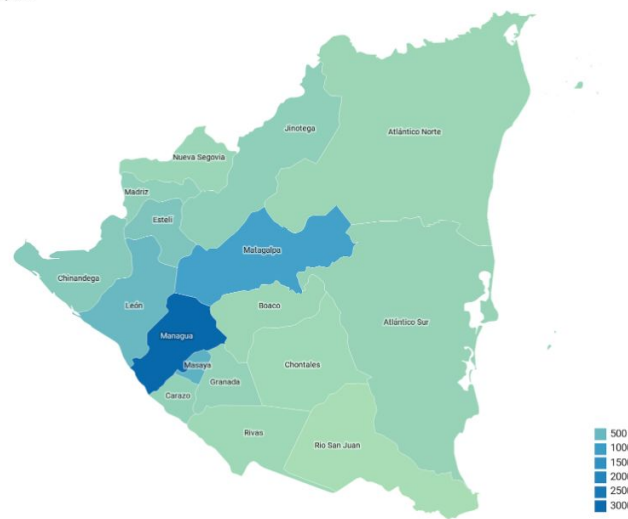 Jinotega
Atlántico Norte
Nueva Segovia
Madriz
Estelí
Matagalpa
Chinandega
León
Boaco
Atlántico Sur
Managua
Masaya
Chontales
Granada
Carazo
Rivas
Río San Juan
500
1000
1500
2000
2500
3000